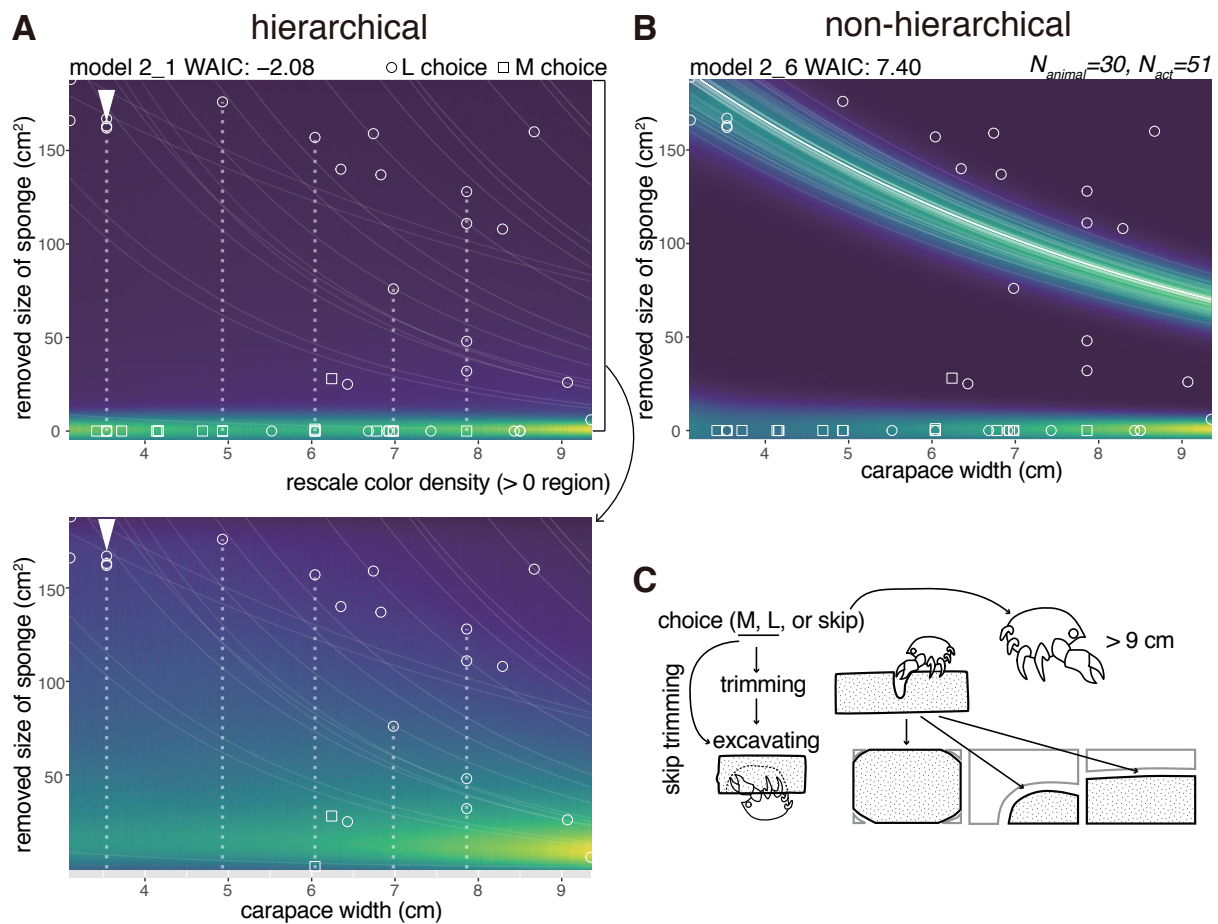 A
hierarchical
model 2_1 WAIC: −2.08
L choice
M choice
removed size of sponge (cm²)
150
100
50
0
4
5
6
7
8
9
carapace width (cm)
rescale color density (> 0 region)
removed size of sponge (cm²)
150
100
50
4
5
6
7
8
9
carapace width (cm)
B
non-hierarchical
model 2_6 WAIC: 7.40
N_animal=30, N_act=51
removed size of sponge (cm²)
150
100
50
0
4
5
6
7
8
9
carapace width (cm)
C
choice (M, L, or skip)
> 9 cm
trimming
skip trimming
excavating